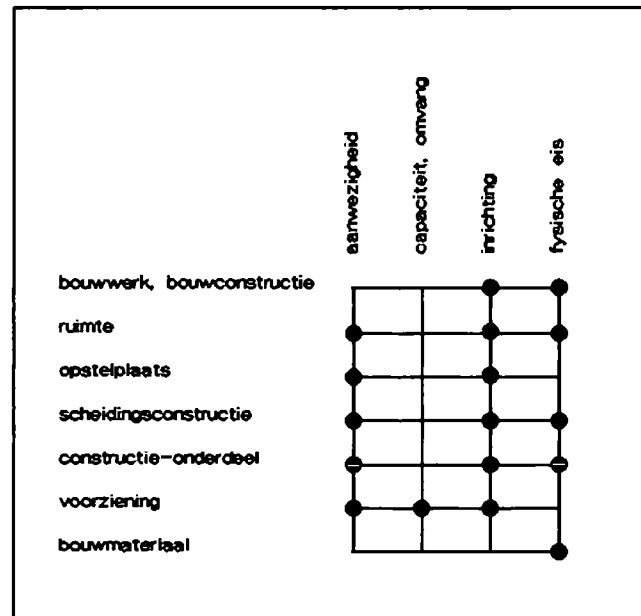 aanwezigheid
capaciteit, omvang
inrichting
fysische eis
bouwwerk, bouwconstructie
ruimte
opstelplaats
scheidingsconstructie
constructie-onderdeel
voorziening
bouwmateriaal